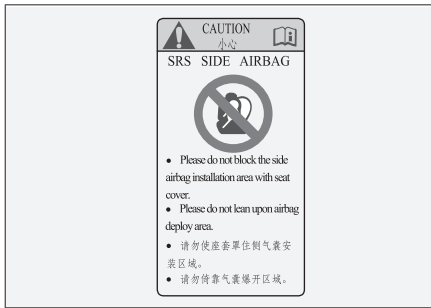 CAUTION
小心
SRS SIDE AIRBAG
• Please do not block the side
airbag installation area with seat
cover.
• Please do not lean upon airbag
deploy area.
• 请勿使座套罩住侧气囊安
装区域。
• 请勿倚靠气囊爆开区域。